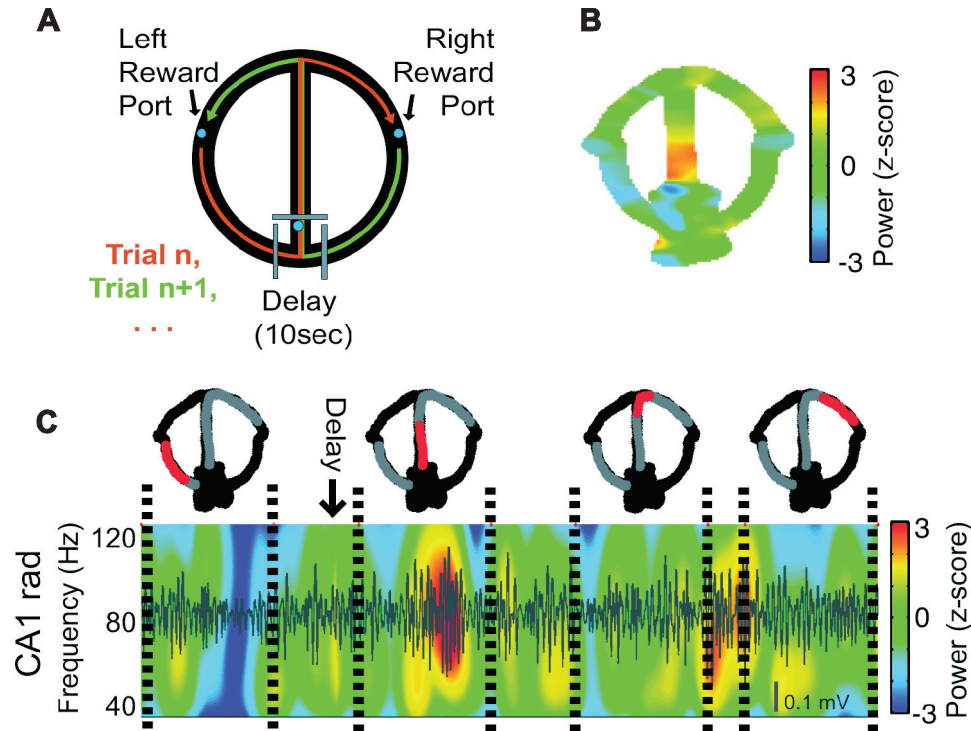 A
Left
Reward
Port
Right
Reward
Port
Trial n,
Trial n+1,
. . .
Delay
(10sec)
B
3
0
-3
Power (z-score)
C
Delay
CA1 rad
Frequency (Hz)
120
80
40
0.1 mV
3
0
-3
Power (z-score)